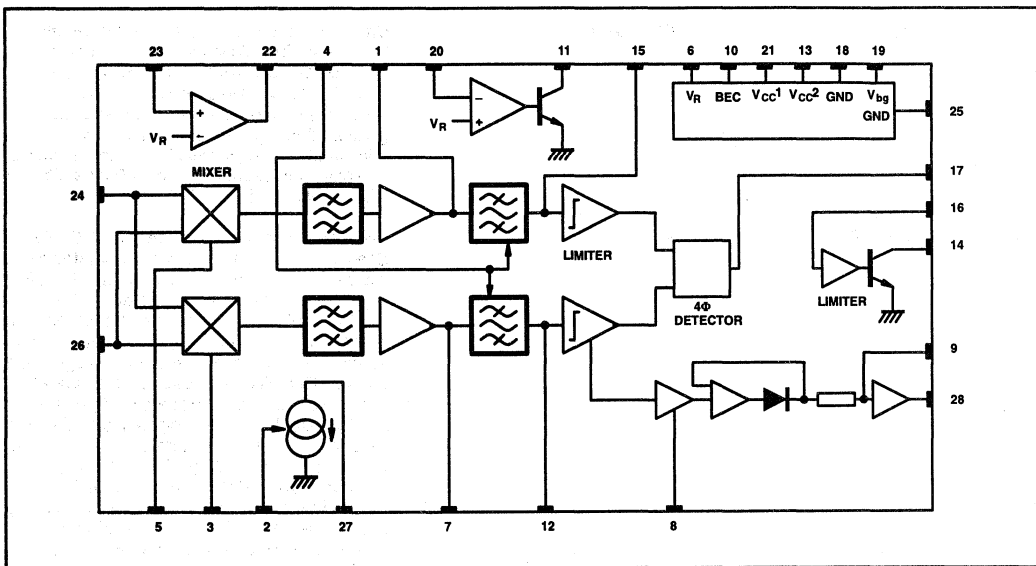 23 22 4 1 20 11 15 6 10 21 13 18 19
VR BEC VCC1 VCC2 GND Vbg
GND
25
VR
VR
MIXER
24
17
16
14
LIMITER
4Φ
DETECTOR
LIMITER
26
9
28
5 3 2 27 7 12 8